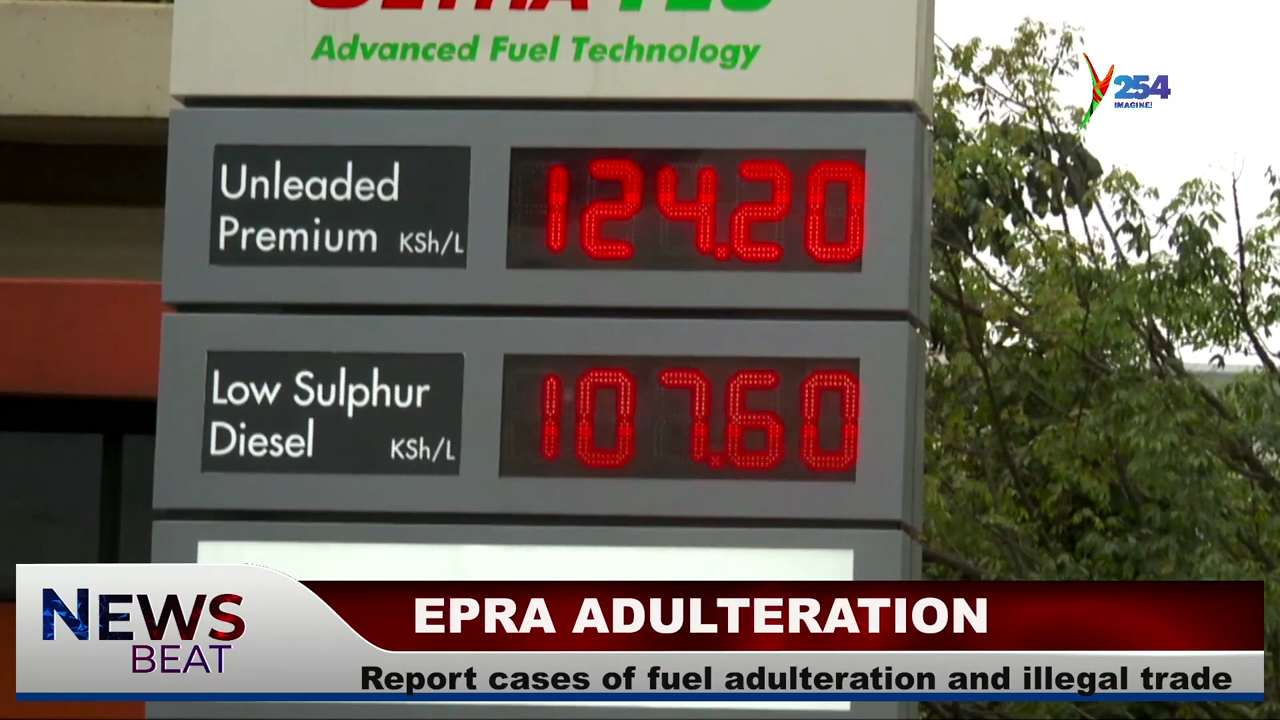 Advanced Fuel Technology
254
IMAGINE!
Unleaded
Premium KSh/L
124.20
Low Sulphur
Diesel KSh/L
107.60
NEWS
BEAT
EPRA ADULTERATION
Report cases of fuel adulteration and illegal trade